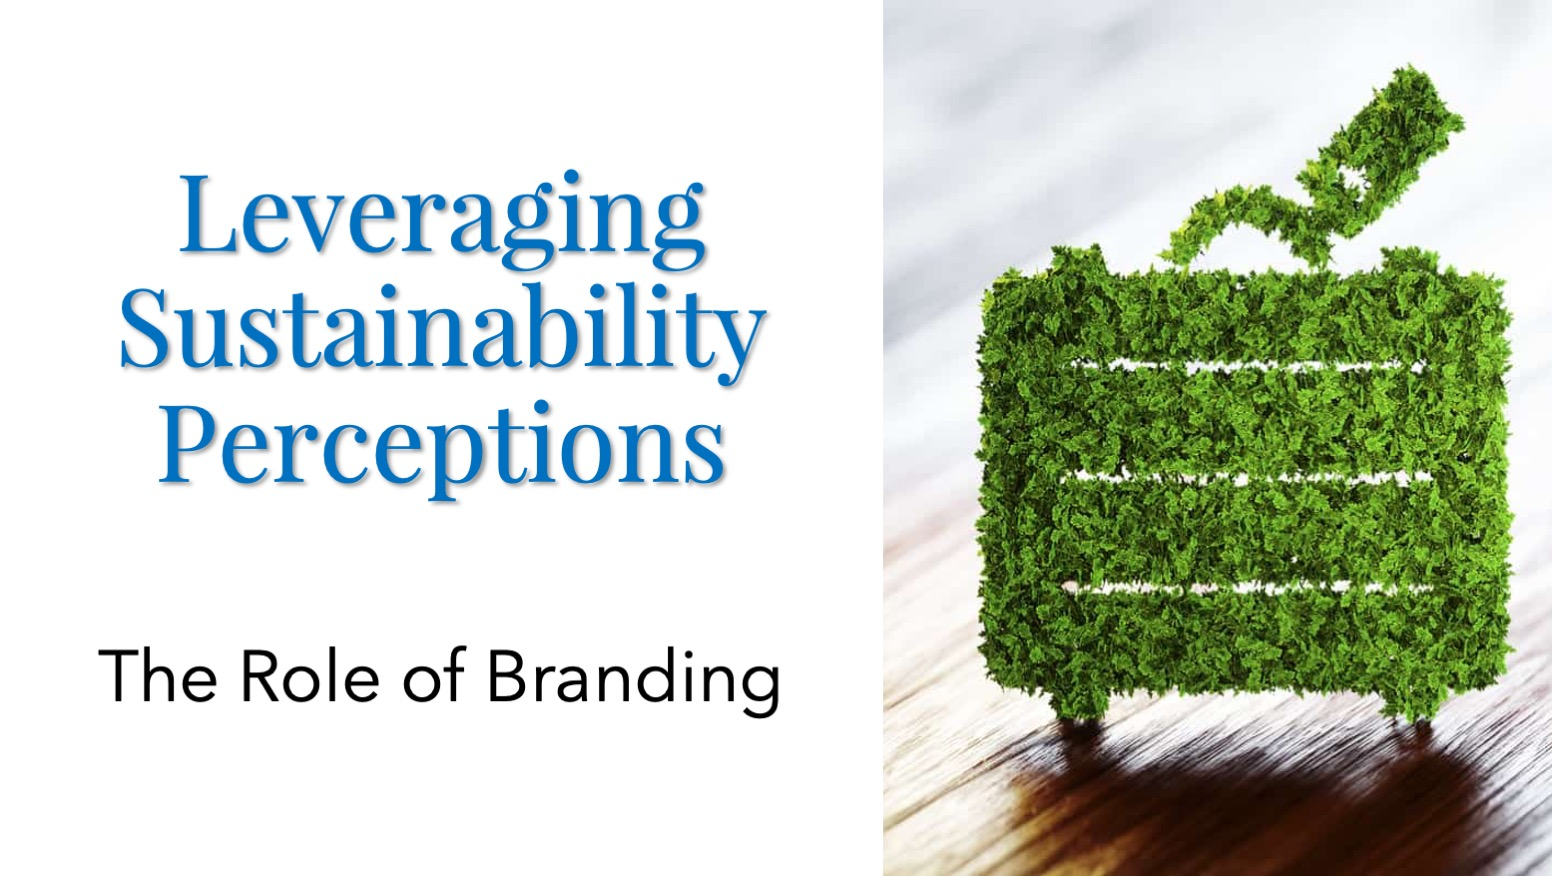 Leveraging
Sustainability
Perceptions
The Role of Branding